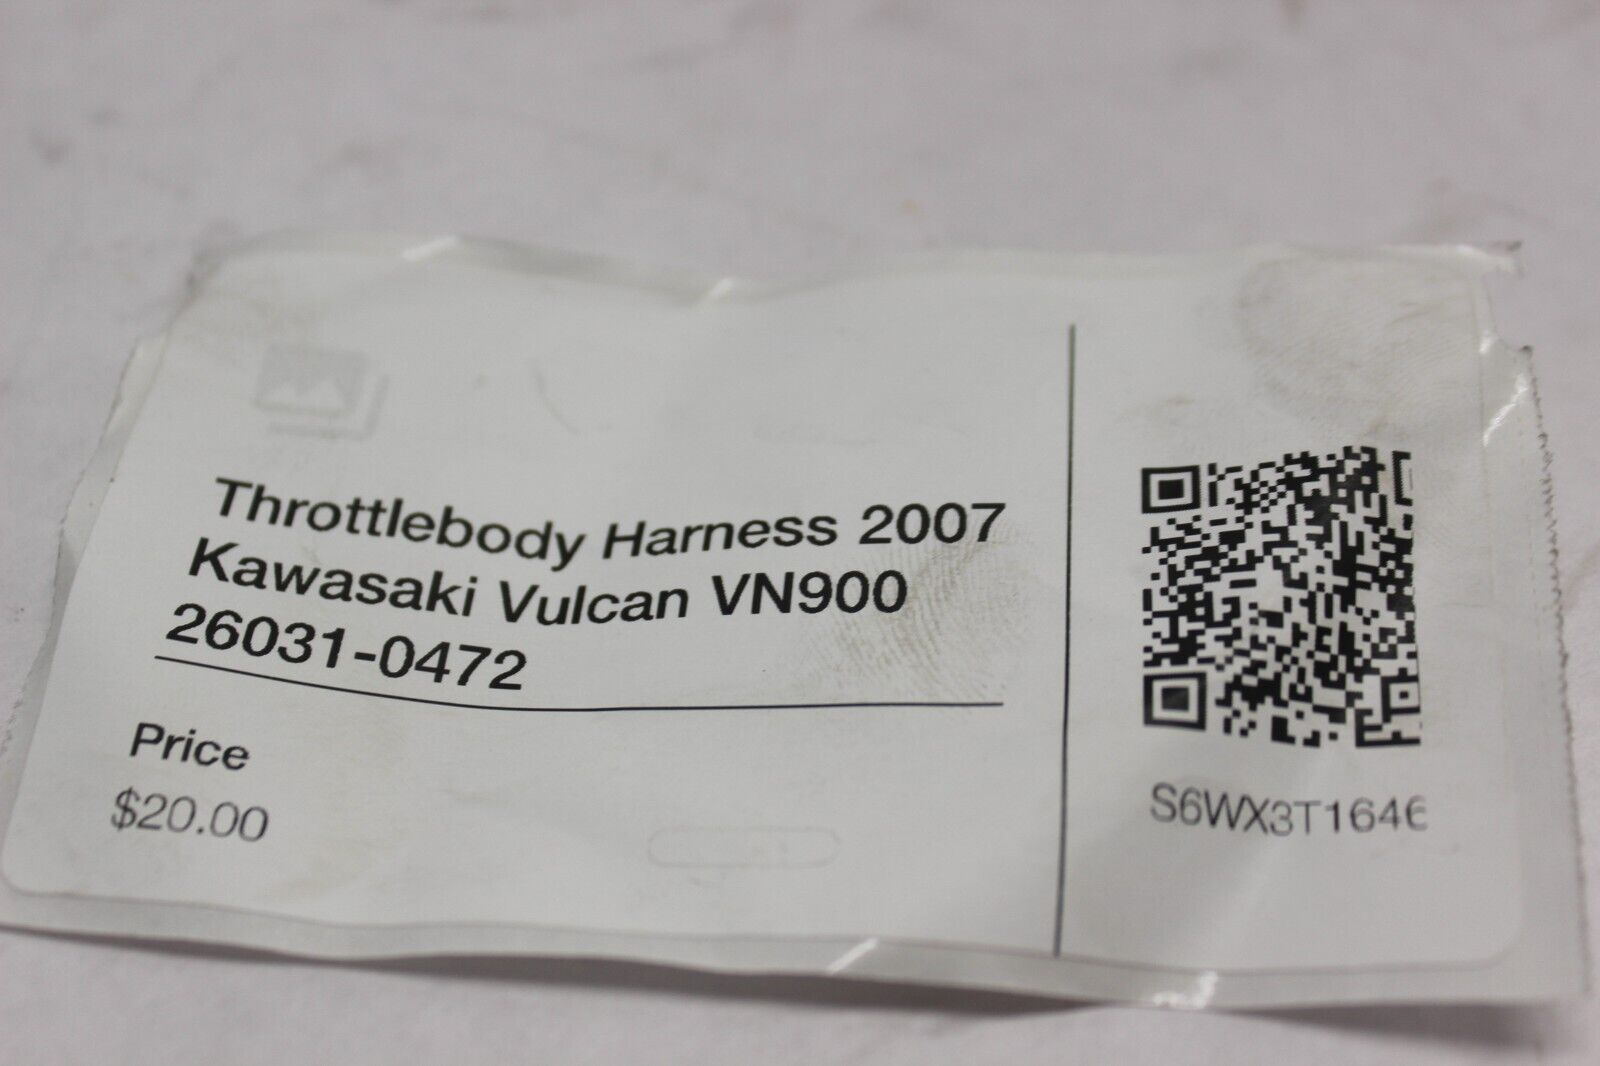 Throttlebody Harness 2007
Kawasaki Vulcan VN900
26031-0472
Price
$20.00
S6WX3T1646